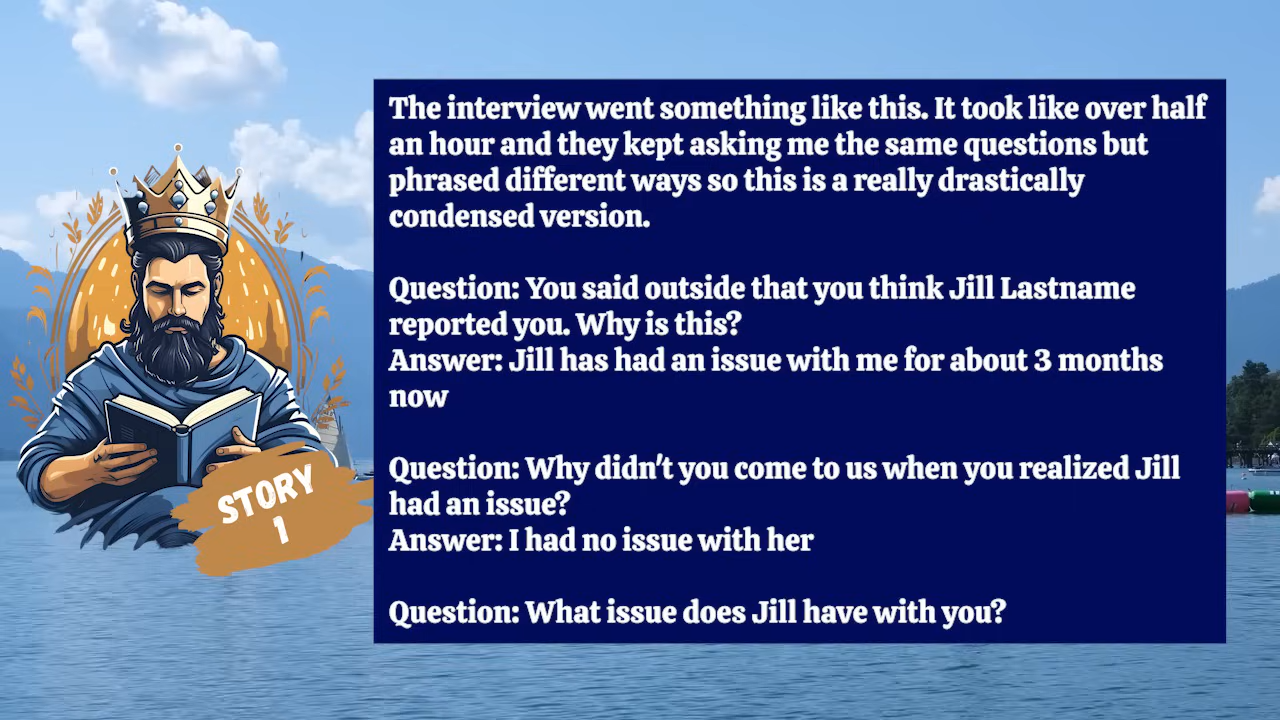 The interview went something like this. It took like over half
an hour and they kept asking me the same questions but
phrased different ways so this is a really drastically
condensed version.
Question: You said outside that you think Jill Lastname
reported you. Why is this?
Answer: Jill has had an issue with me for about 3 months
now
Question: Why didn't you come to us when you realized Jill
had an issue?
Answer: I had no issue with her
Question: What issue does Jill have with you?
STORY
1